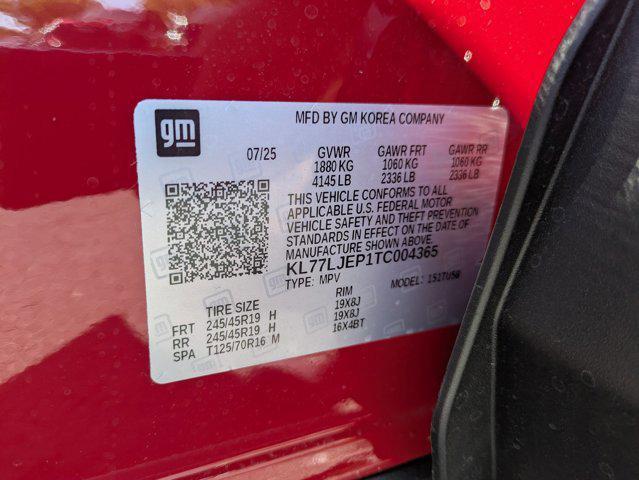 gm
MFD BY GM KOREA COMPANY
07/25 GVWR GAWR FRT GAWR RR
1880 KG 1060 KG 1060 KG
4145 LB 2336 LB 2336 LB
THIS VEHICLE CONFORMS TO ALL
APPLICABLE U.S. FEDERAL MOTOR
VEHICLE SAFETY AND THEFT PREVENTION
STANDARDS IN EFFECT ON THE DATE OF
MANUFACTURE SHOWN ABOVE.
KL77LJEP1TC004365
TYPE: MPV MODEL: 1S1TU58
TIRE SIZE RIM
FRT 245/45R19 H 19X8J
RR 245/45R19 H 19X8J
SPA T125/70R16 M 16X4BT